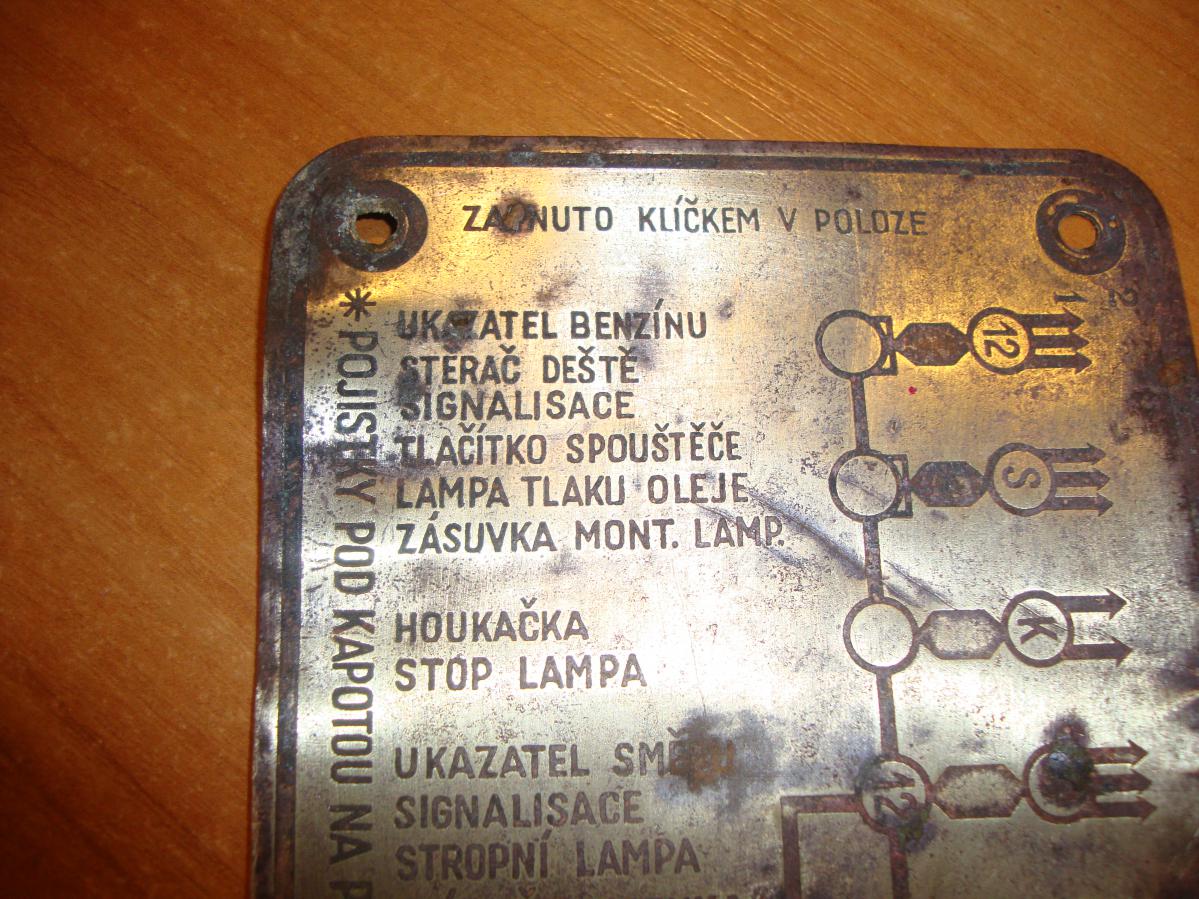 ZAPNUTO KLÍČKEM V POLOZE
1 2
* POJISTKY POD KAPOTOU NA
UKAZATEL BENZÍNU
12
STERAČ DEŠTĚ
SIGNALISACE
TLAČÍTKO SPOUŠTĚČE
S
LAMPA TLAKU OLEJE
ZÁSUVKA MONT. LAMP.
HOUKAČKA
K
STOP LAMPA
UKAZATEL SMĚRU
12
SIGNALISACE
STROPNÍ LAMPA